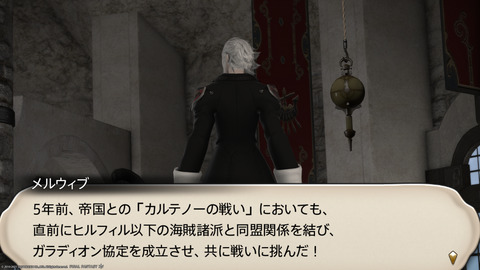 メルウィブ
5年前、帝国との「カルテノーの戦い」においても、
直前にヒルフィル以下の海賊諸派と同盟関係を結び、
ガラディオン協定を成立させ、共に戦いに挑んだ！